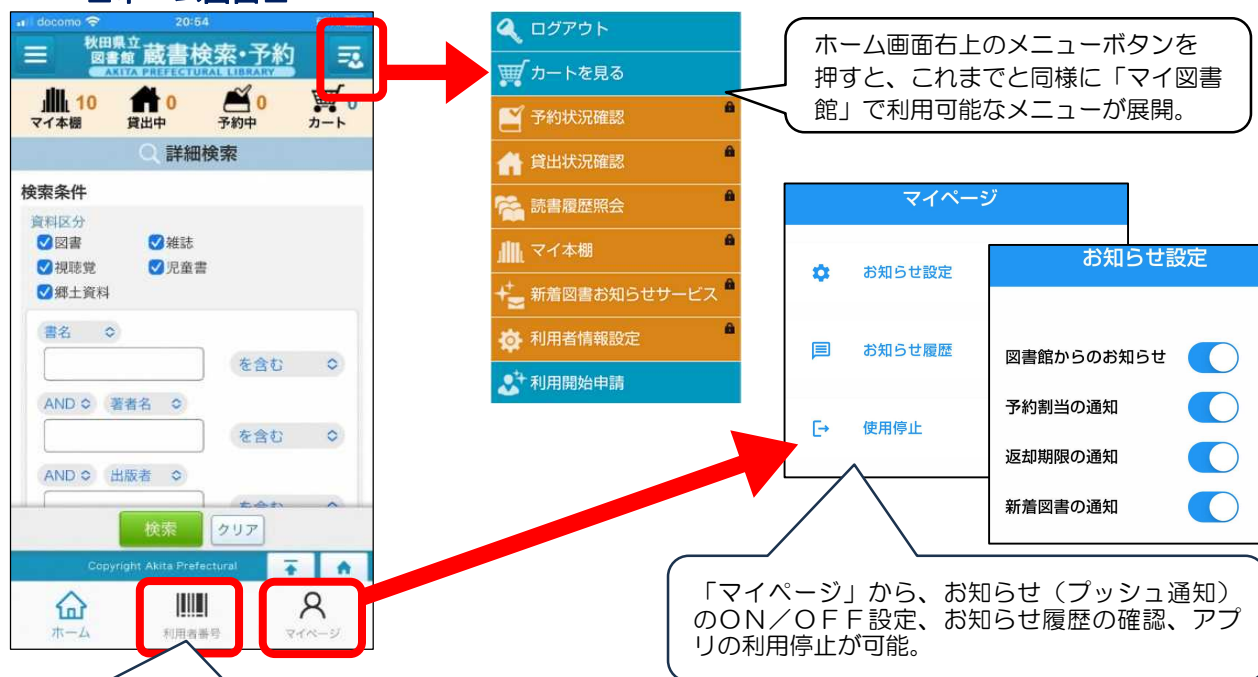 docomo 20:54
秋田県立
図書館 蔵書検索・予約
AKITA PREFECTURAL LIBRARY
10 0 0 0
マイ本棚 貸出中 予約中 カート
詳細検索
検索条件
資料区分
図書 雑誌
視聴覚 児童書
郷土資料
書名
を含む
AND 著者名
を含む
AND 出版者
を含む
検索 クリア
Copyright Akita Prefectural
ホーム 利用者番号 マイページ
ログアウト
カートを見る
予約状況確認
貸出状況確認
読書履歴照会
マイ本棚
新着図書お知らせサービス
利用者情報設定
利用開始申請
ホーム画面右上のメニューボタンを
押すと、これまでと同様に「マイ図書
館」で利用可能なメニューが展開。
マイページ
お知らせ設定
お知らせ履歴
使用停止
お知らせ設定
図書館からのお知らせ
予約割当の通知
返却期限の通知
新着図書の通知
「マイページ」から、お知らせ（プッシュ通知）
のＯＮ／ＯＦＦ設定、お知らせ履歴の確認、アプ
リの利用停止が可能。